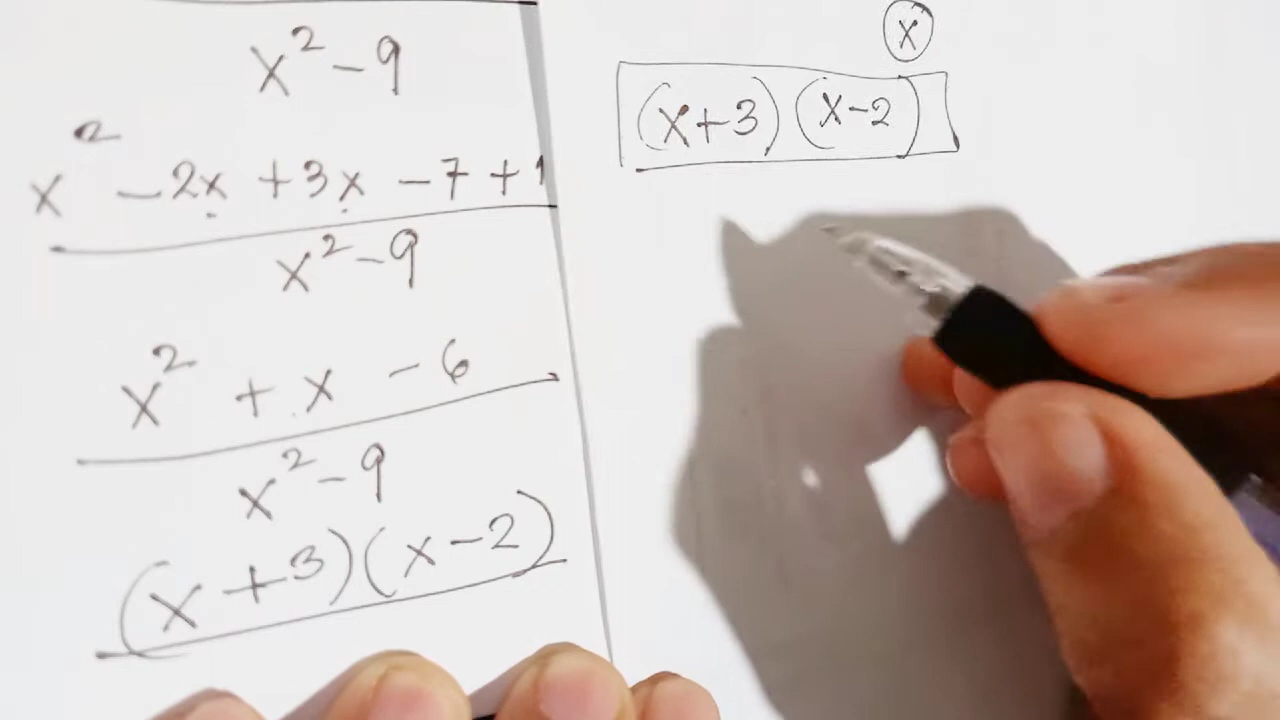 x² - 9
x² - 2x + 3x - 7 + 1
x² - 9
x² + x - 6
x² - 9
(x + 3)(x - 2)
x
(x + 3)(x - 2)